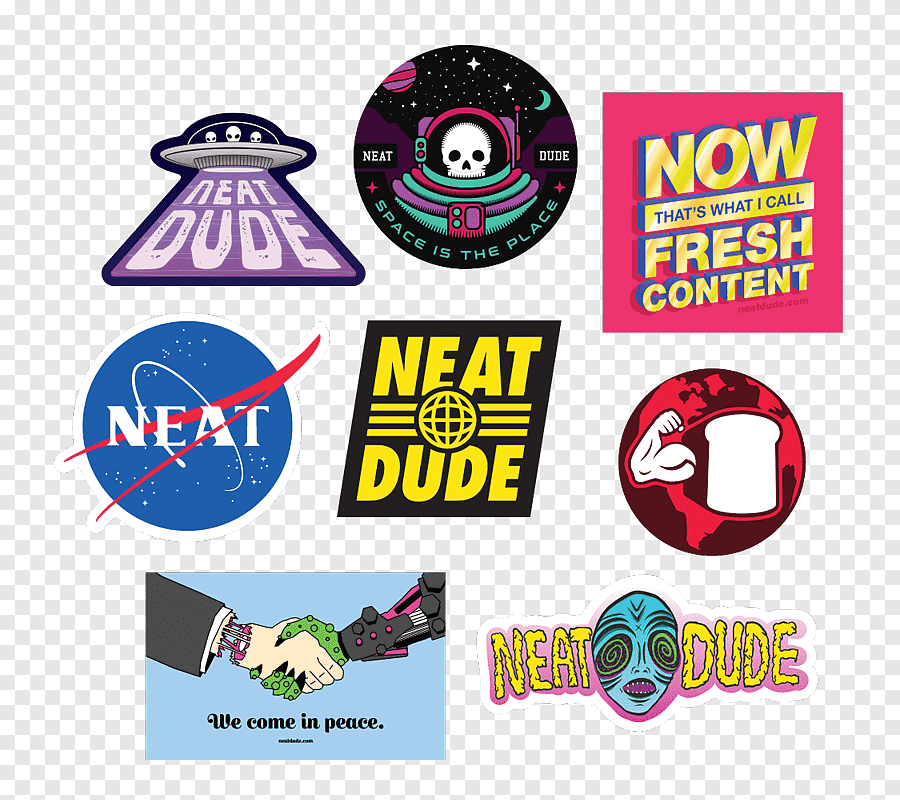 NEAT
DUDE
NEAT
DUDE
SPACE IS THE PLACE
NOW
THAT'S WHAT I CALL
FRESH
CONTENT
neatdude.com
NEAT
NEAT
DUDE
We come in peace.
neatdude.com
NEAT DUDE